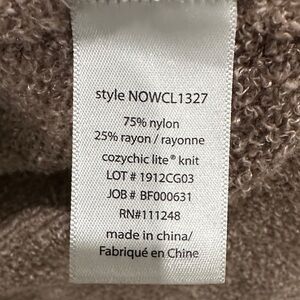 style NOWCL1327
75% nylon
25% rayon / rayonne
cozychic lite® knit
LOT # 1912CG03
JOB # BF000631
RN#111248
made in china/
Fabriqué en Chine